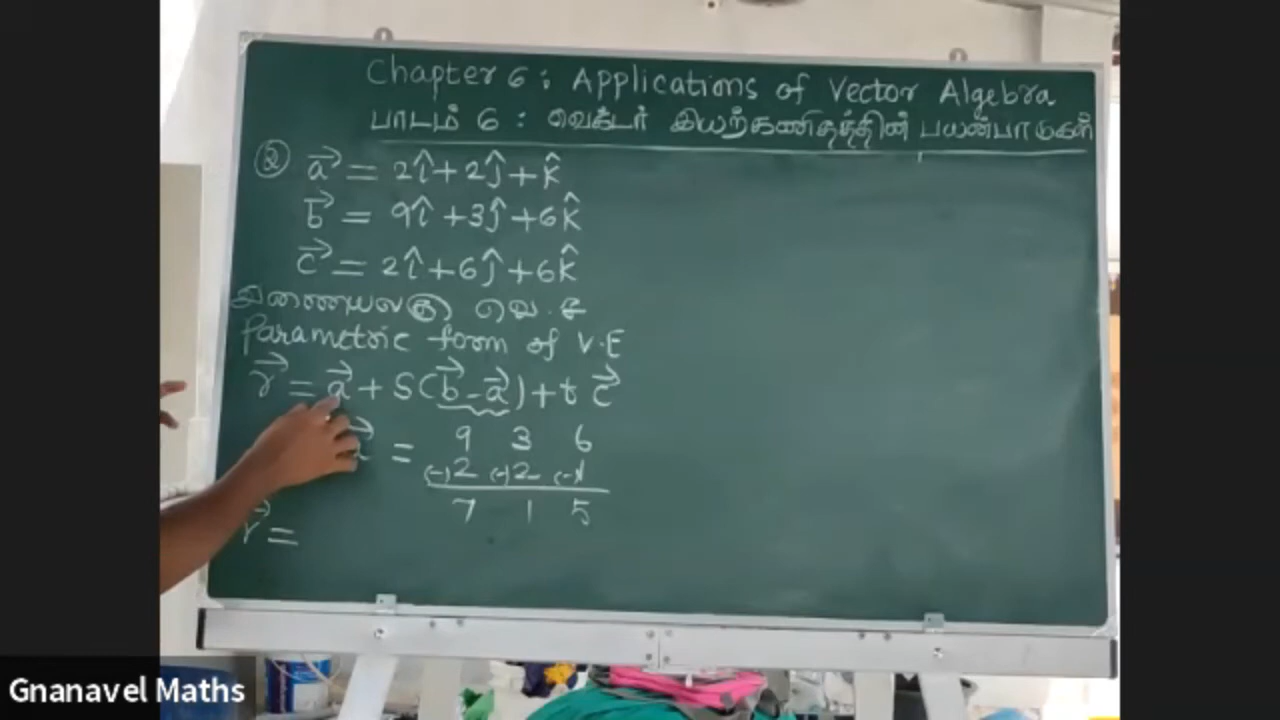 Chapter 6 : Applications of Vector Algebra
பாடம் 6 : வெக்டர் இயற்கணிதத்தின் பயன்பாடுகள்
② a⃗ = 2î + 2ĵ + k̂
b⃗ = 9î + 3ĵ + 6k̂
c⃗ = 2î + 6ĵ + 6k̂
வெ . ச
Parametric form of V.E
r⃗ = a⃗ + S(b⃗ - a⃗) + t c⃗
= 9 3 6
(-)2 (-)2 (-)1
7 1 5
r⃗ =
Gnanavel Maths